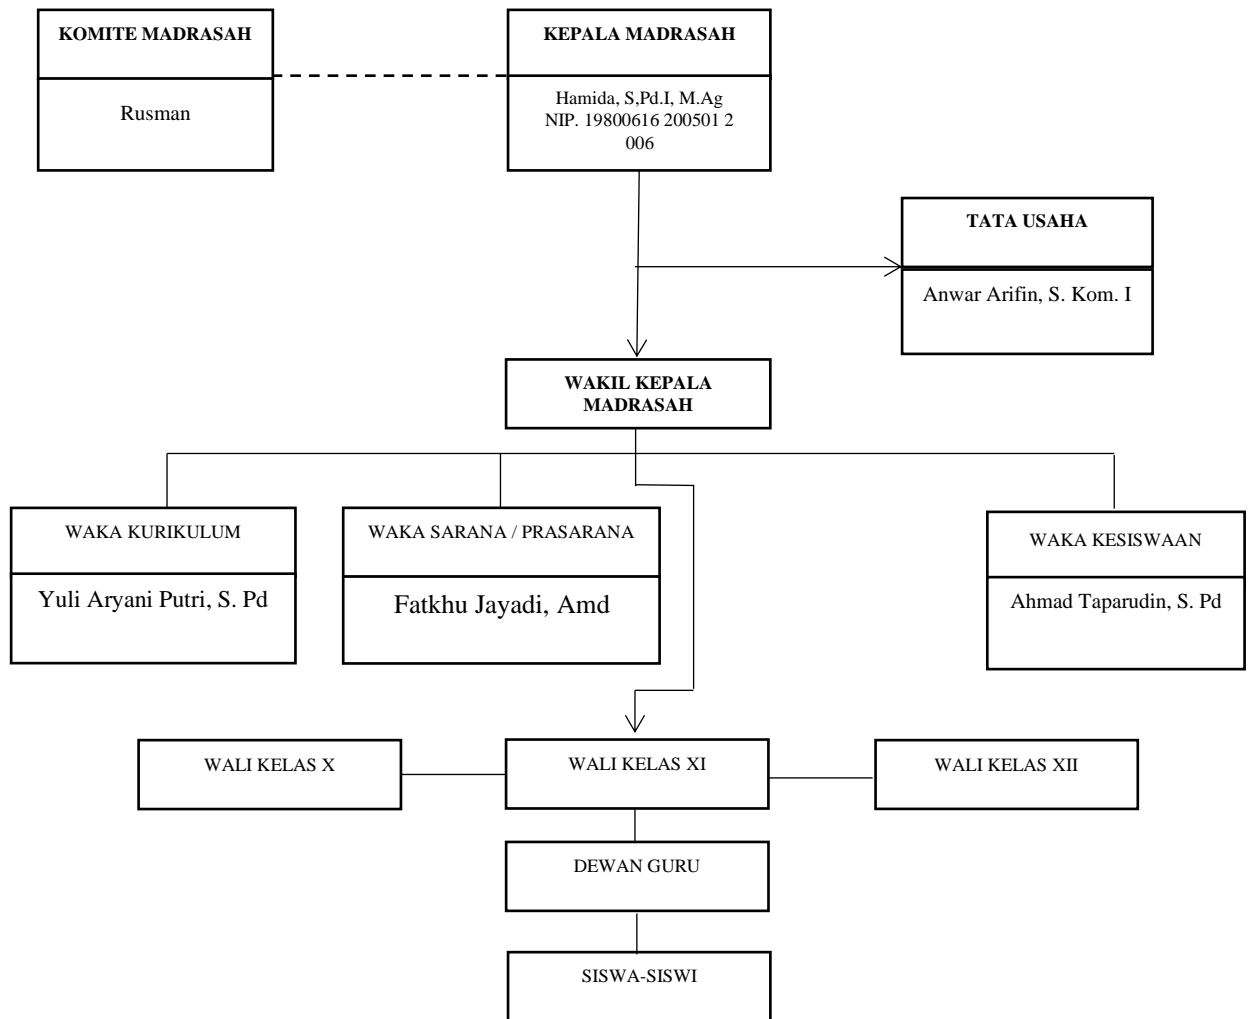 KOMITE MADRASAH
Rusman
KEPALA MADRASAH
Hamida, S,Pd.I, M.Ag
NIP. 19800616 200501 2
006
TATA USAHA
Anwar Arifin, S. Kom. I
WAKIL KEPALA
MADRASAH
WAKA KURIKULUM
Yuli Aryani Putri, S. Pd
WAKA SARANA / PRASARANA
Fatkhu Jayadi, Amd
WAKA KESISWAAN
Ahmad Taparudin, S. Pd
WALI KELAS X
WALI KELAS XI
WALI KELAS XII
DEWAN GURU
SISWA-SISWI